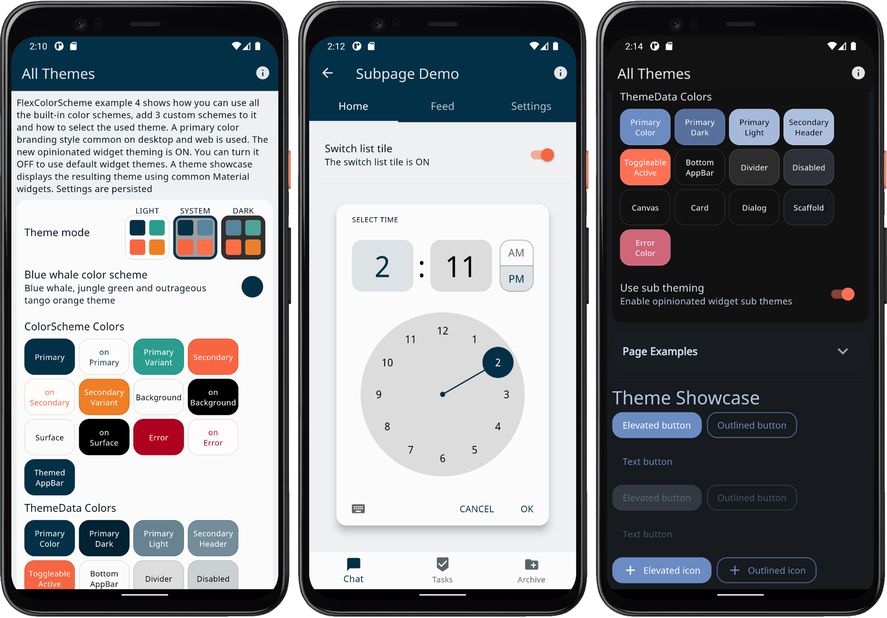 2:10
All Themes
FlexColorScheme example 4 shows how you can use all
the built-in color schemes, add 3 custom schemes to
it and how to select the used theme. A primary color
branding style common on desktop and web is used. The
new opinionated widget theming is ON. You can turn it
OFF to use default widget themes. A theme showcase
displays the resulting theme using common Material
widgets. Settings are persisted
LIGHT SYSTEM DARK
Theme mode
Blue whale color scheme
Blue whale, jungle green and outrageous
tango orange theme
ColorScheme Colors
Primary
on
Primary
Primary
Variant
Secondary
on
Secondary
Secondary
Variant
Background
on
Background
Surface
on
Surface
Error
on
Error
Themed
AppBar
ThemeData Colors
Primary
Color
Primary
Dark
Primary
Light
Secondary
Header
Toggleable
Active
Bottom
AppBar
Divider
Disabled
2:12
Subpage Demo
Home Feed Settings
Switch list tile
The switch list tile is ON
SELECT TIME
2 : 11
AM
PM
12
1
2
3
4
5
6
7
8
9
10
11
CANCEL OK
Chat Tasks Archive
2:14
All Themes
ThemeData Colors
Primary
Color
Primary
Dark
Primary
Light
Secondary
Header
Toggleable
Active
Bottom
AppBar
Divider
Disabled
Canvas
Card
Dialog
Scaffold
Error
Color
Use sub theming
Enable opinionated widget sub themes
Page Examples
Theme Showcase
Elevated button Outlined button
Text button
Elevated button Outlined button
Text button
+ Elevated icon + Outlined icon